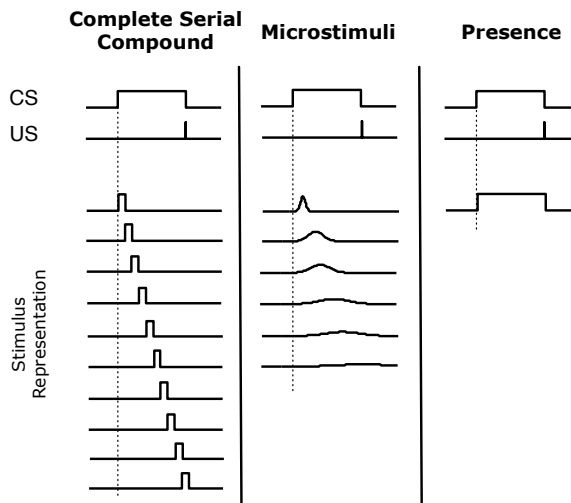 Complete Serial
Compound
Microstimuli
Presence
CS
US
Stimulus
Representation